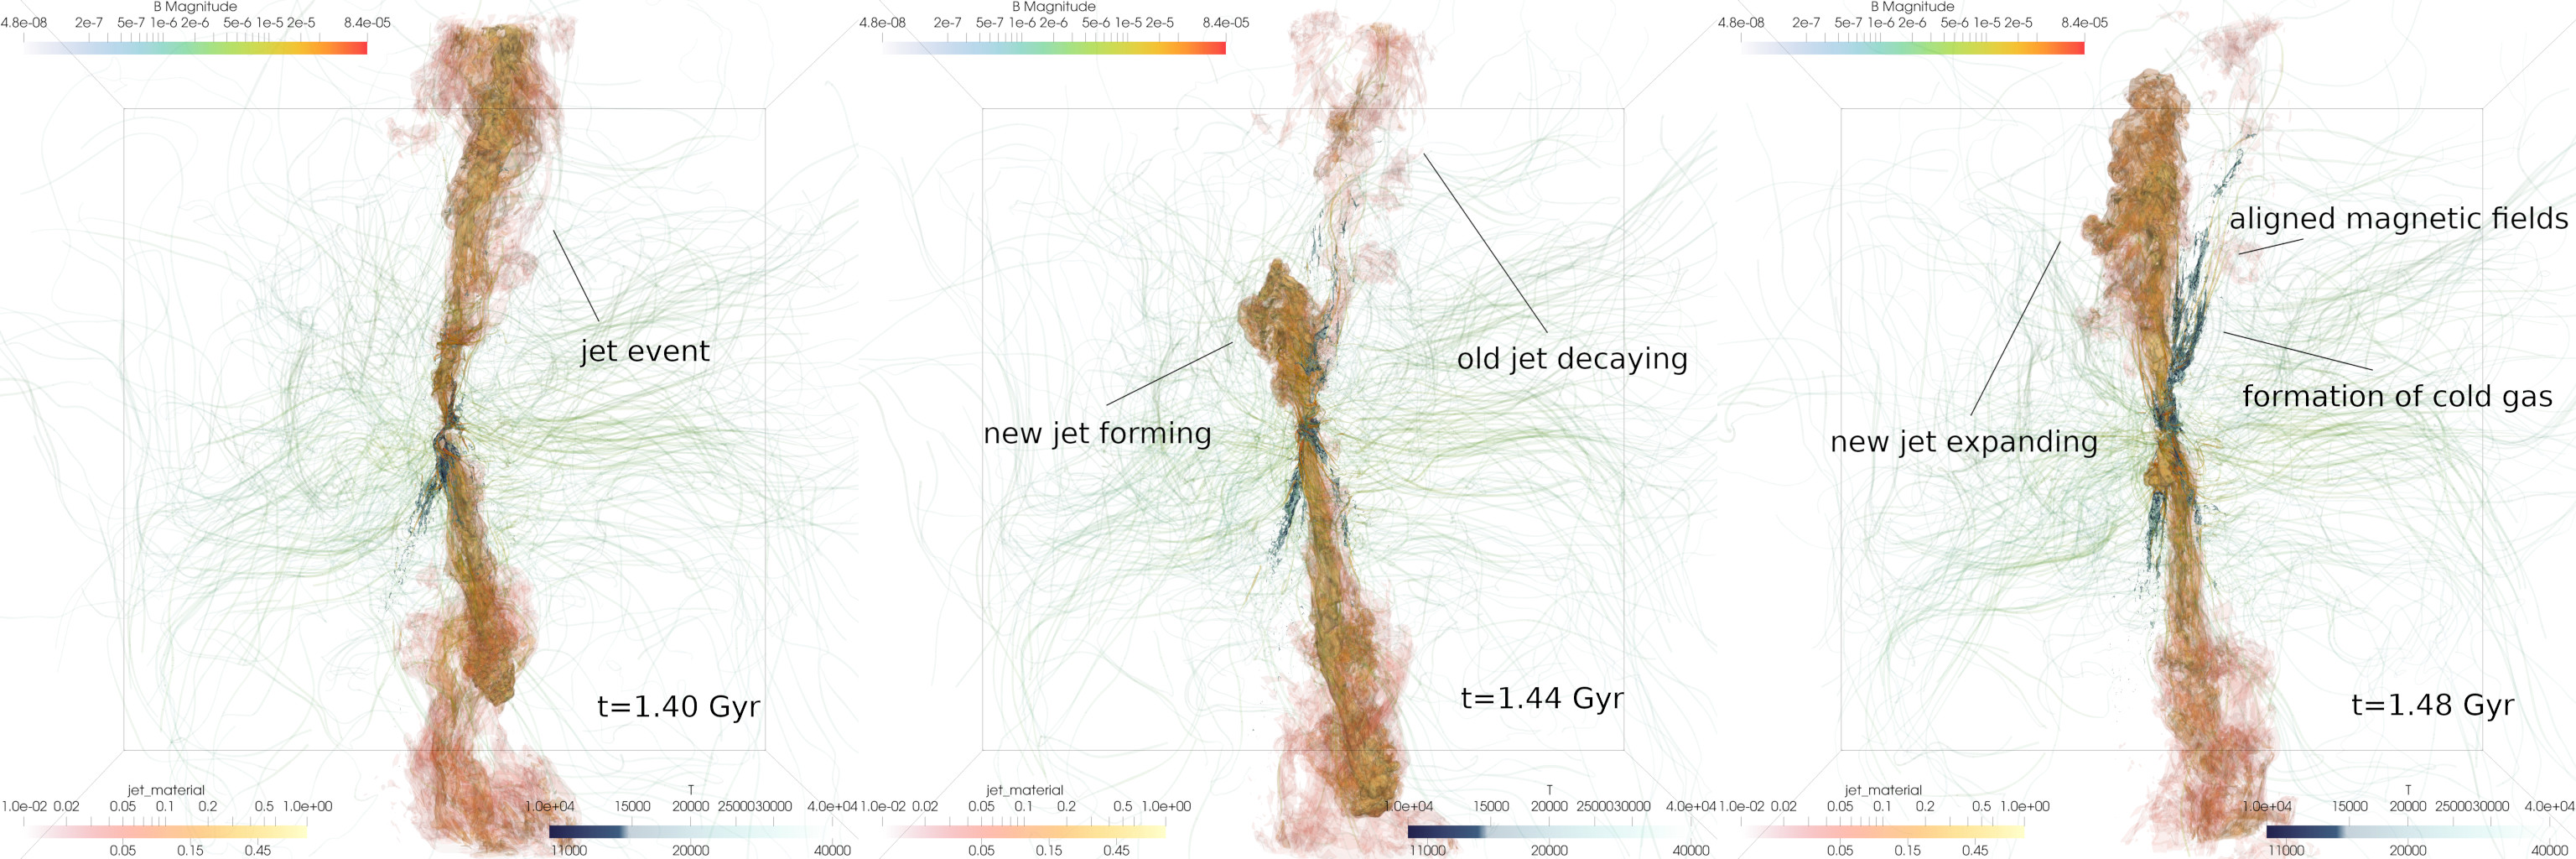 B Magnitude
4.8e-08 2e-7 5e-7 1e-6 2e-6 5e-6 1e-5 2e-5 8.4e-05
jet event
t=1.40 Gyr
jet_material
1.0e-02 0.02 0.05 0.1 0.2 0.5 1.0e+00
0.05 0.15 0.45
T
1.0e+04 15000 20000 25000 30000 4.0e+04
11000 20000 40000
B Magnitude
4.8e-08 2e-7 5e-7 1e-6 2e-6 5e-6 1e-5 2e-5 8.4e-05
old jet decaying
new jet forming
t=1.44 Gyr
jet_material
1.0e-02 0.02 0.05 0.1 0.2 0.5 1.0e+00
0.05 0.15 0.45
T
1.0e+04 15000 20000 25000 30000 4.0e+04
11000 20000 40000
B Magnitude
4.8e-08 2e-7 5e-7 1e-6 2e-6 5e-6 1e-5 2e-5 8.4e-05
aligned magnetic fields
formation of cold gas
new jet expanding
t=1.48 Gyr
jet_material
1.0e-02 0.02 0.05 0.1 0.2 0.5 1.0e+00
0.05 0.15 0.45
T
1.0e+04 15000 20000 25000 30000 4.0e+04
11000 20000 40000